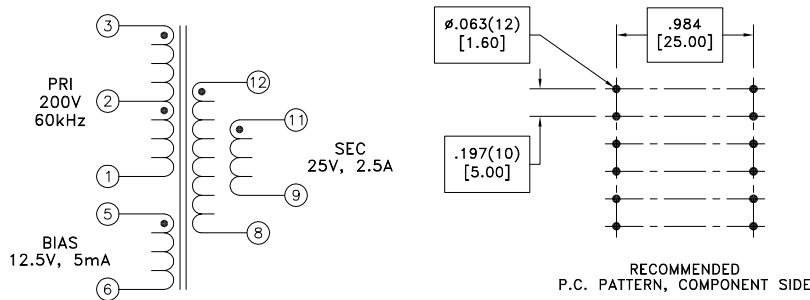 3
PRI
200V
60kHz
2
1
5
BIAS
12.5V, 5mA
6
12
11
SEC
25V, 2.5A
9
8
ø.063(12)
[1.60]
.984
[25.00]
.197(10)
[5.00]
RECOMMENDED
P.C. PATTERN, COMPONENT SIDE